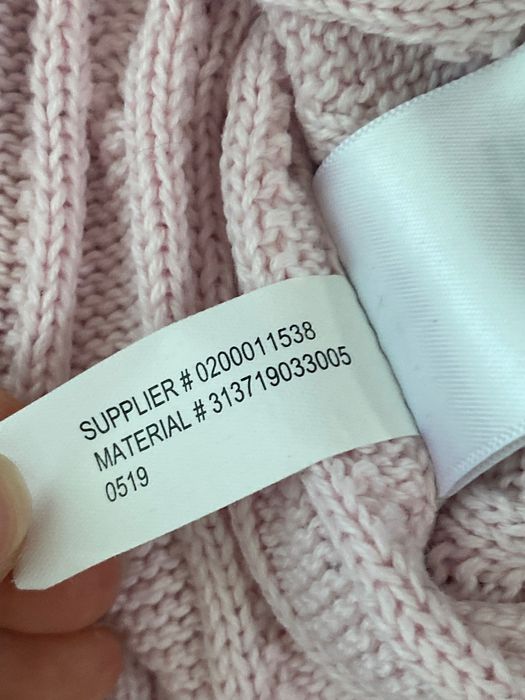 SUPPLIER # 0200011538
MATERIAL # 313719033005
0519